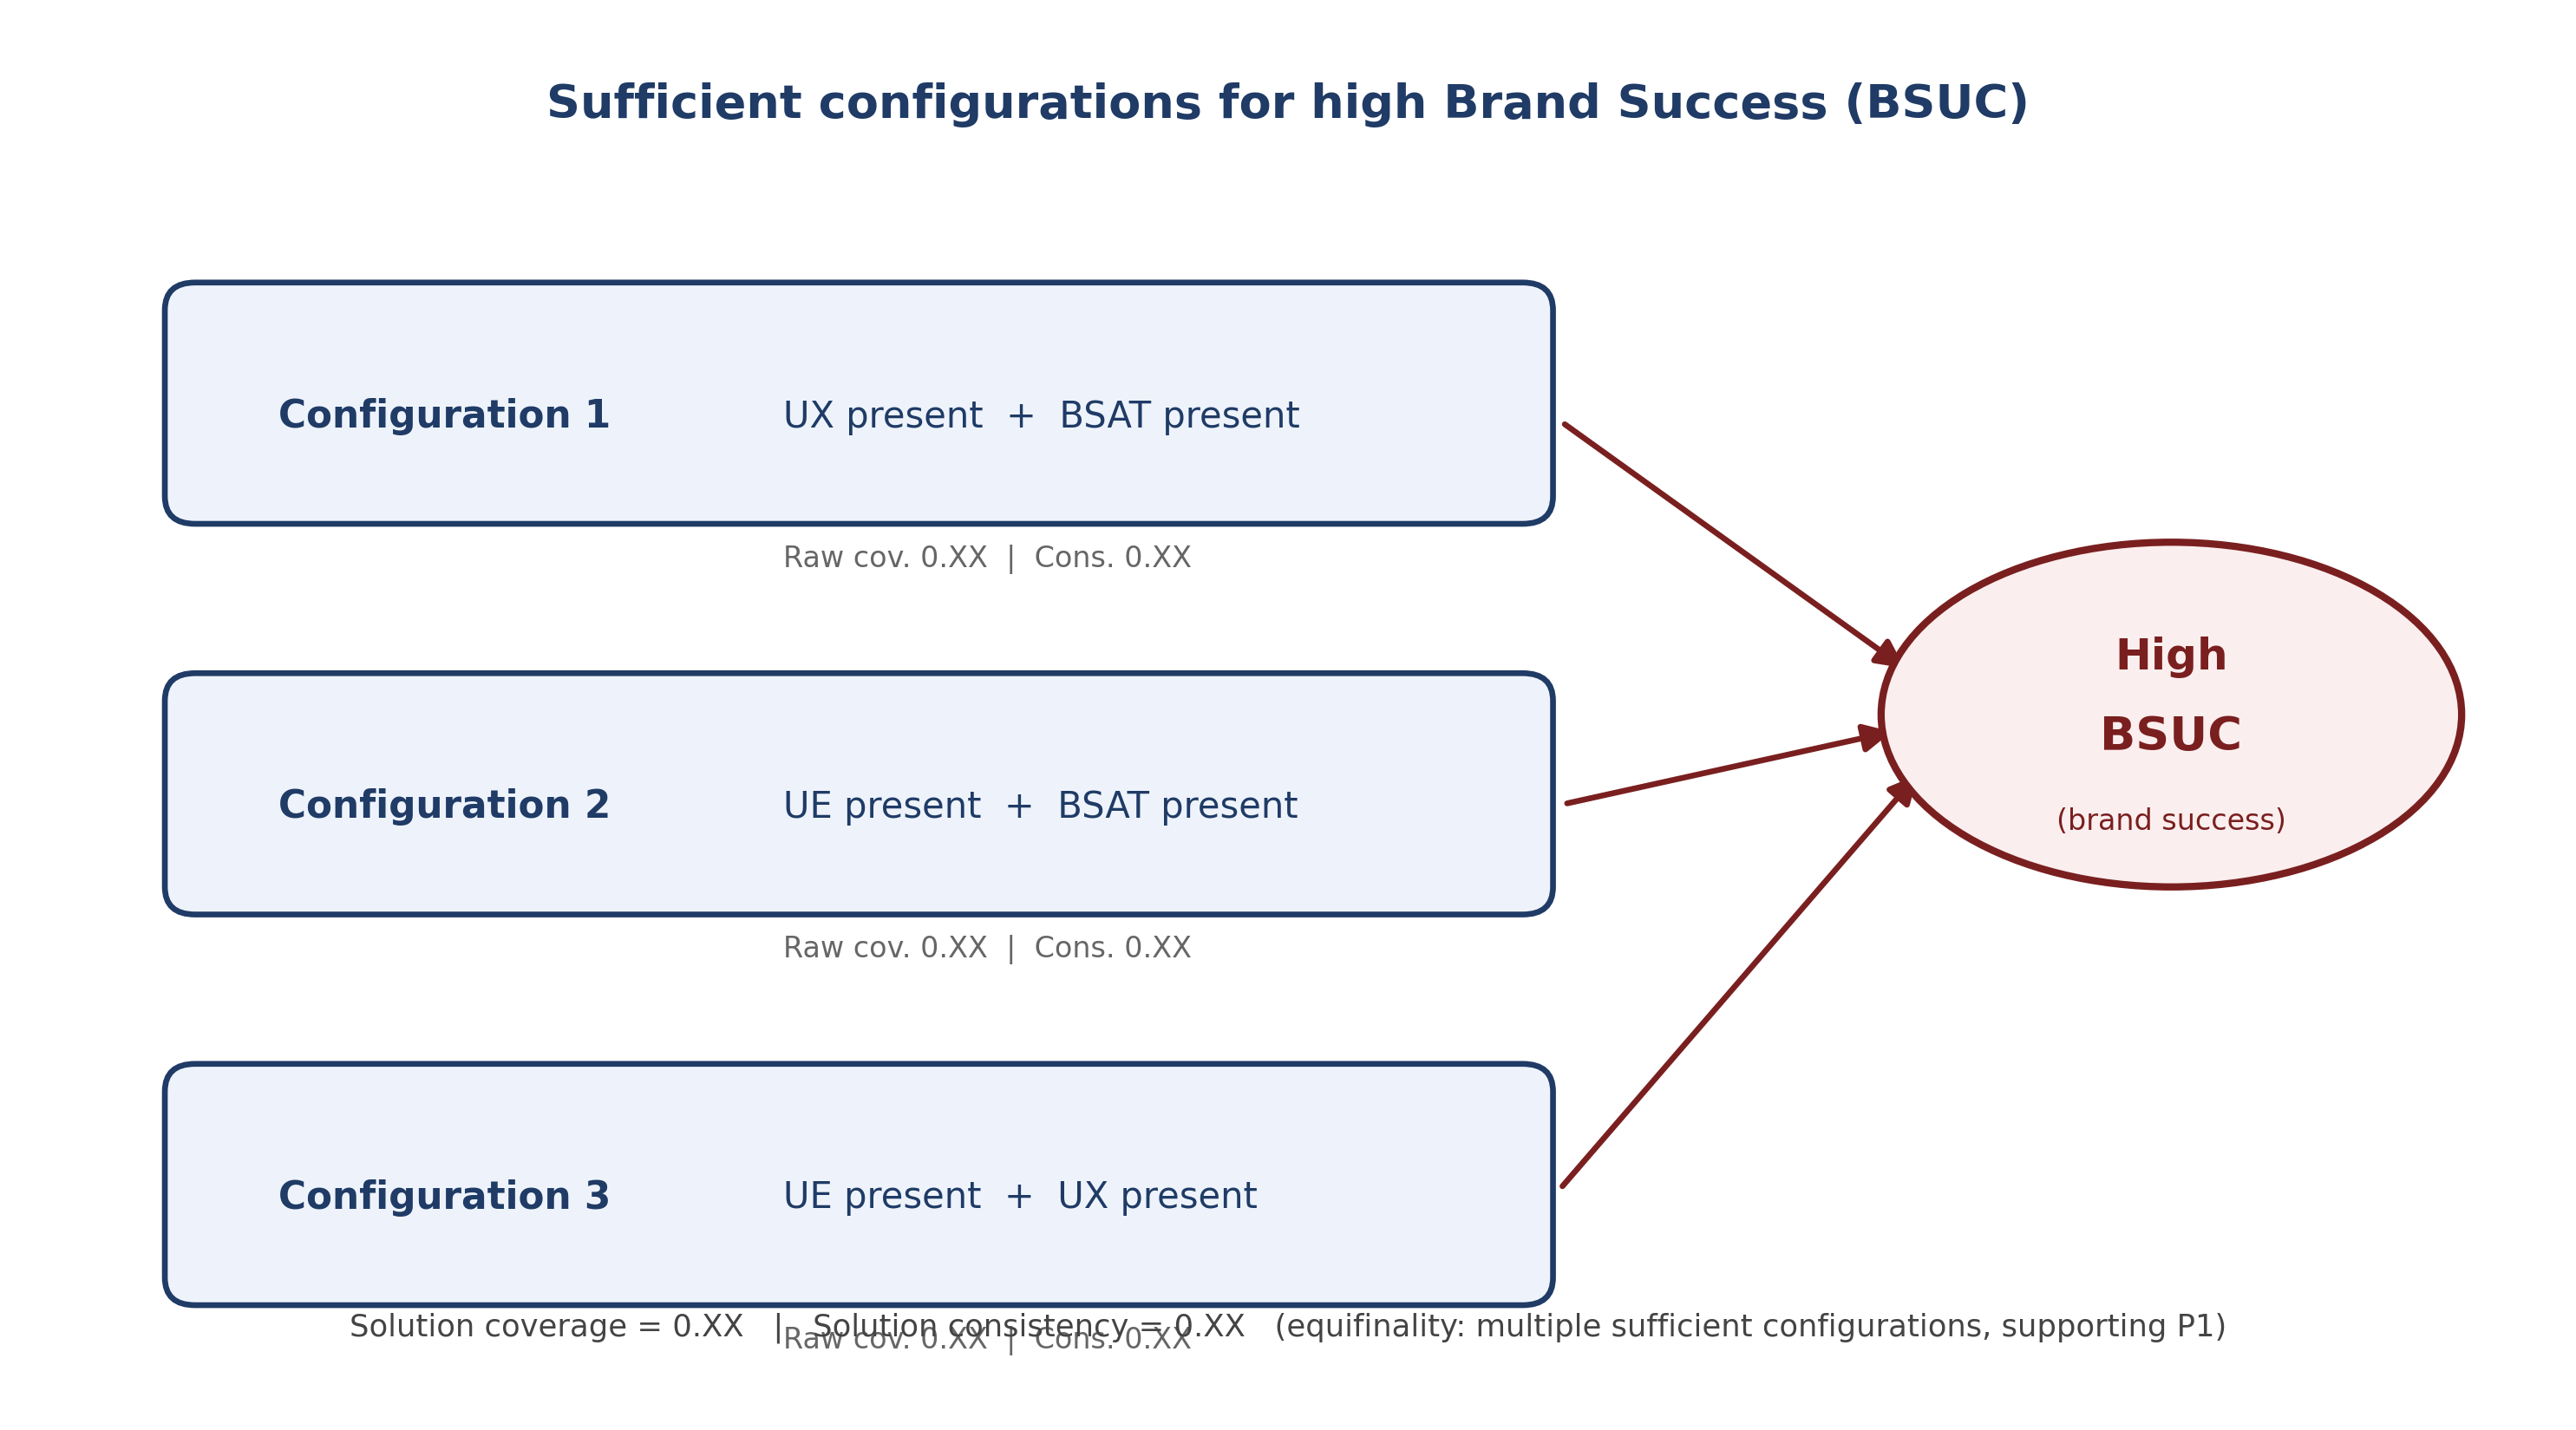 Sufficient configurations for high Brand Success (BSUC)
Configuration 1 UX present + BSAT present
Raw cov. 0.XX | Cons. 0.XX
High
BSUC
(brand success)
Configuration 2 UE present + BSAT present
Raw cov. 0.XX | Cons. 0.XX
Configuration 3 UE present + UX present
Solution coverage = 0.XX | Solution consistency = 0.XX (equifinality: multiple sufficient configurations, supporting P1)
Raw cov. 0.XX | Cons. 0.XX